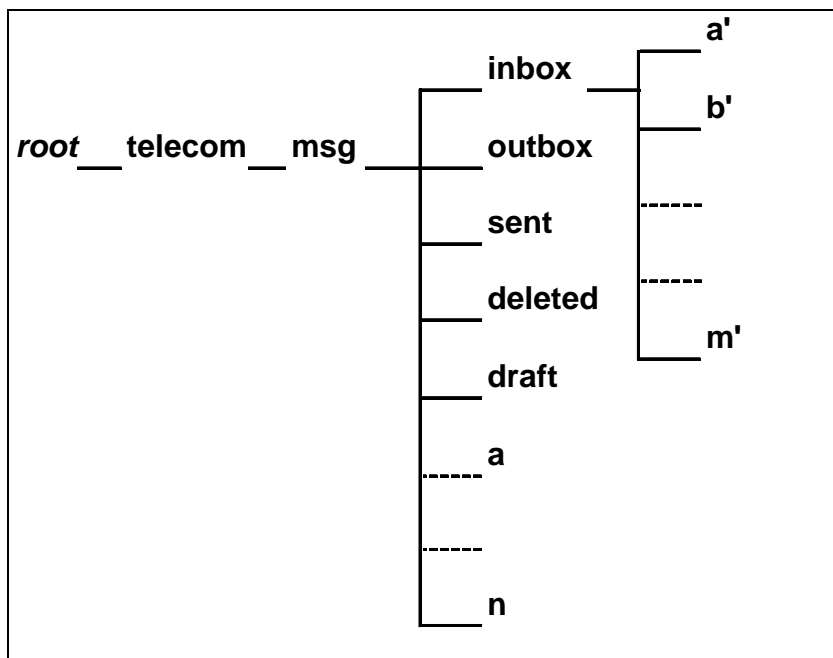 root telecom msg
inbox
outbox
sent
deleted
draft
a
n
a'
b'
m'